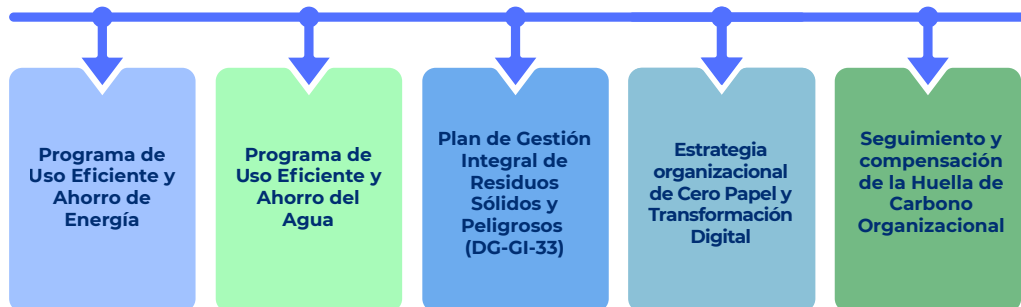 Programa de
Uso Eficiente y
Ahorro de
Energía
Programa de
Uso Eficiente y
Ahorro del
Agua
Plan de Gestión
Integral de
Residuos
Sólidos y
Peligrosos
(DG-GI-33)
Estrategia
organizacional
de Cero Papel y
Transformación
Digital
Seguimiento y
compensación
de la Huella de
Carbono
Organizacional